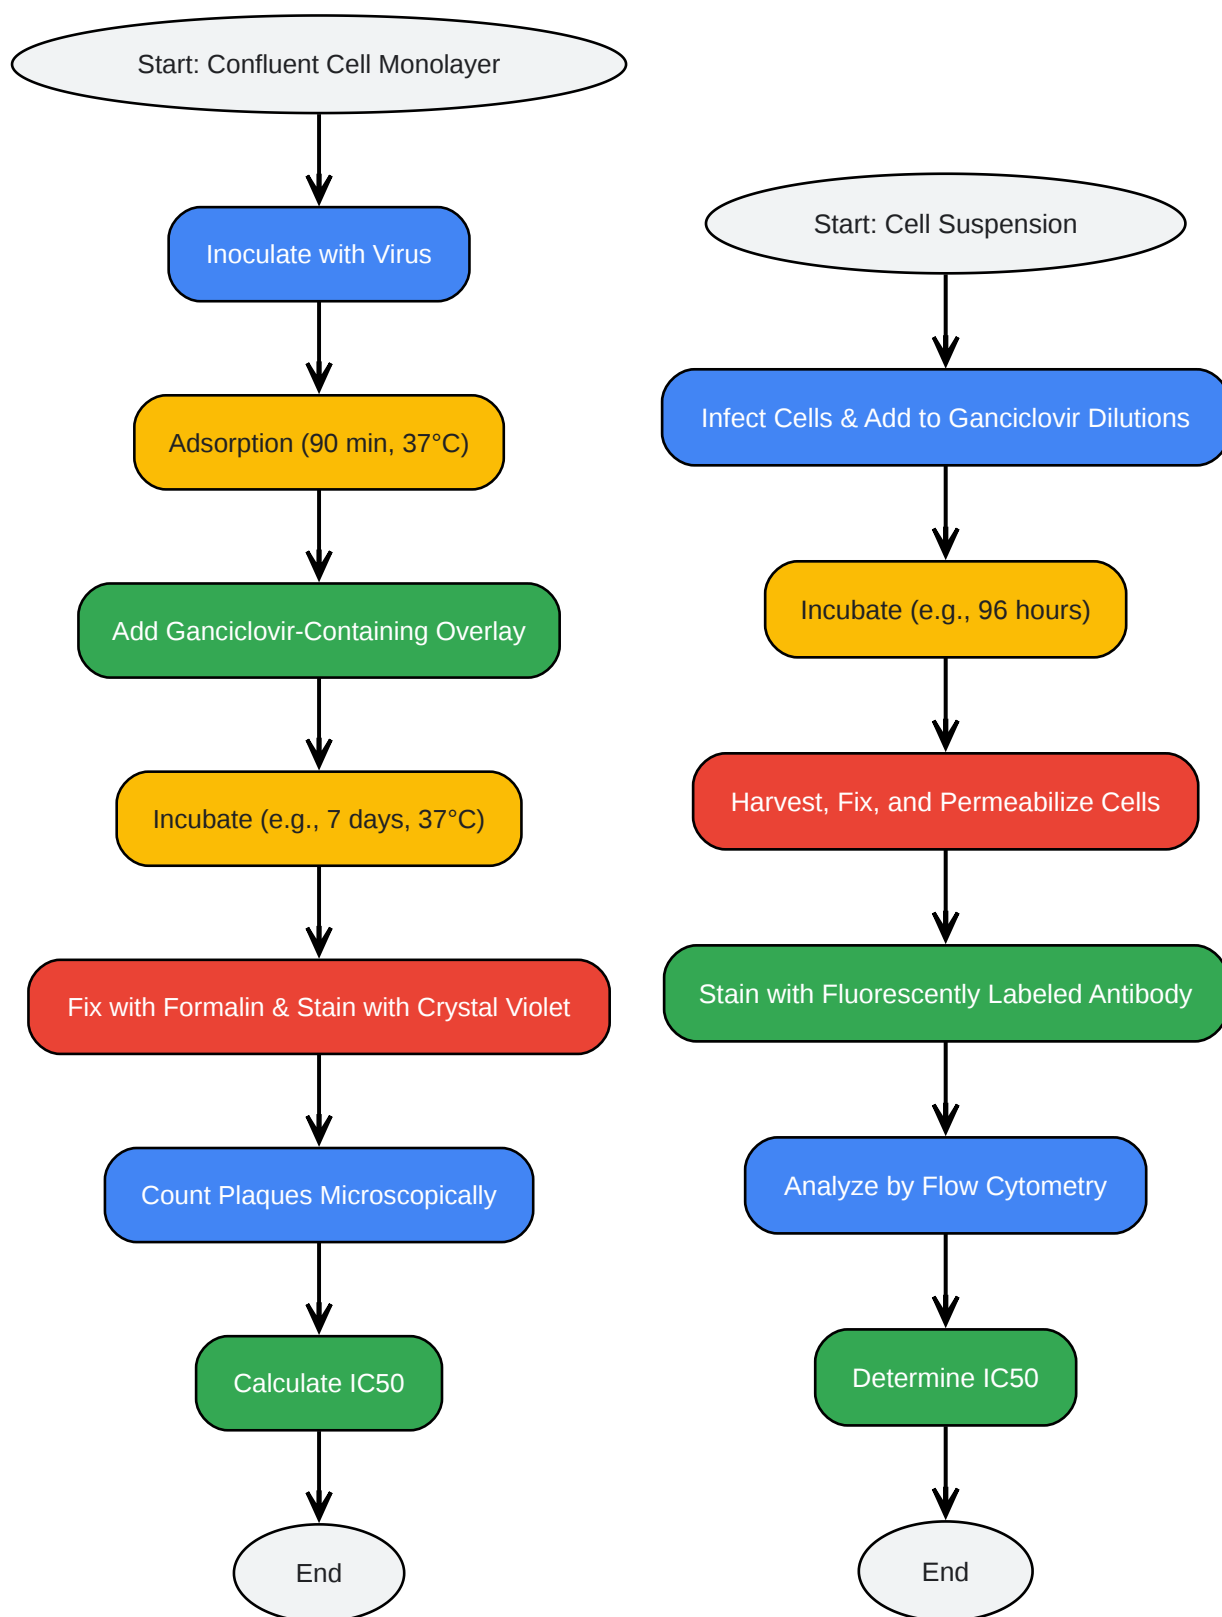 Start: Confluent Cell Monolayer
Inoculate with Virus
Adsorption (90 min, 37°C)
Add Ganciclovir-Containing Overlay
Incubate (e.g., 7 days, 37°C)
Fix with Formalin & Stain with Crystal Violet
Count Plaques Microscopically
Calculate IC50
End
Start: Cell Suspension
Infect Cells & Add to Ganciclovir Dilutions
Incubate (e.g., 96 hours)
Harvest, Fix, and Permeabilize Cells
Stain with Fluorescently Labeled Antibody
Analyze by Flow Cytometry
Determine IC50
End